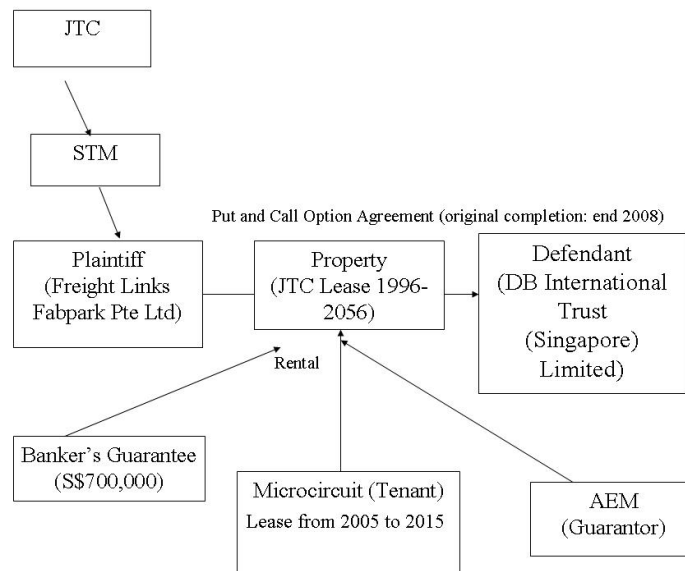 JTC
STM
Put and Call Option Agreement (original completion: end 2008)
Plaintiff
(Freight Links
Fabpark Pte Ltd)
Property
(JTC Lease 1996-
2056)
Defendant
(DB International
Trust
(Singapore)
Limited)
Rental
Banker's Guarantee
(S$700,000)
Microcircuit (Tenant)
Lease from 2005 to 2015
AEM
(Guarantor)